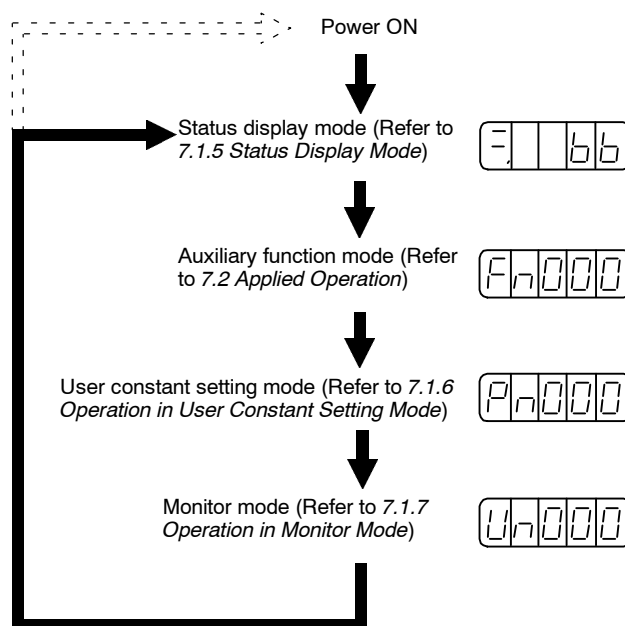 Power ON
Status display mode (Refer to
7.1.5 Status Display Mode)
bb
Auxiliary function mode (Refer
to 7.2 Applied Operation)
Fn000
User constant setting mode (Refer to 7.1.6
Operation in User Constant Setting Mode)
Pn000
Monitor mode (Refer to 7.1.7
Operation in Monitor Mode)
Un000